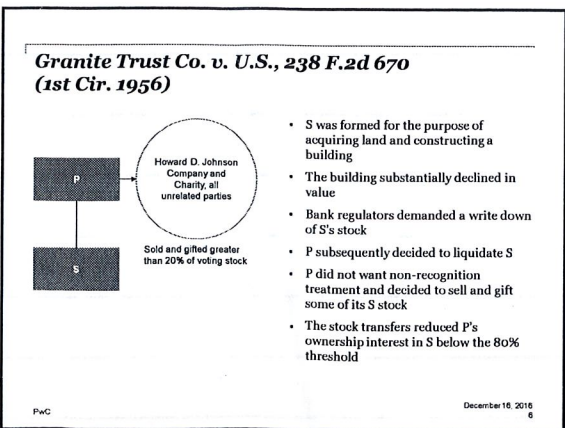 Granite Trust Co. v. U.S., 238 F.2d 670
(1st Cir. 1956)
P
S
Howard D. Johnson
Company and
Charity, all
unrelated parties
Sold and gifted greater
than 20% of voting stock
• S was formed for the purpose of
acquiring land and constructing a
building
• The building substantially declined in
value
• Bank regulators demanded a write down
of S's stock
• P subsequently decided to liquidate S
• P did not want non-recognition
treatment and decided to sell and gift
some of its S stock
• The stock transfers reduced P's
ownership interest in S below the 80%
threshold
PwC
December 16, 2016
6